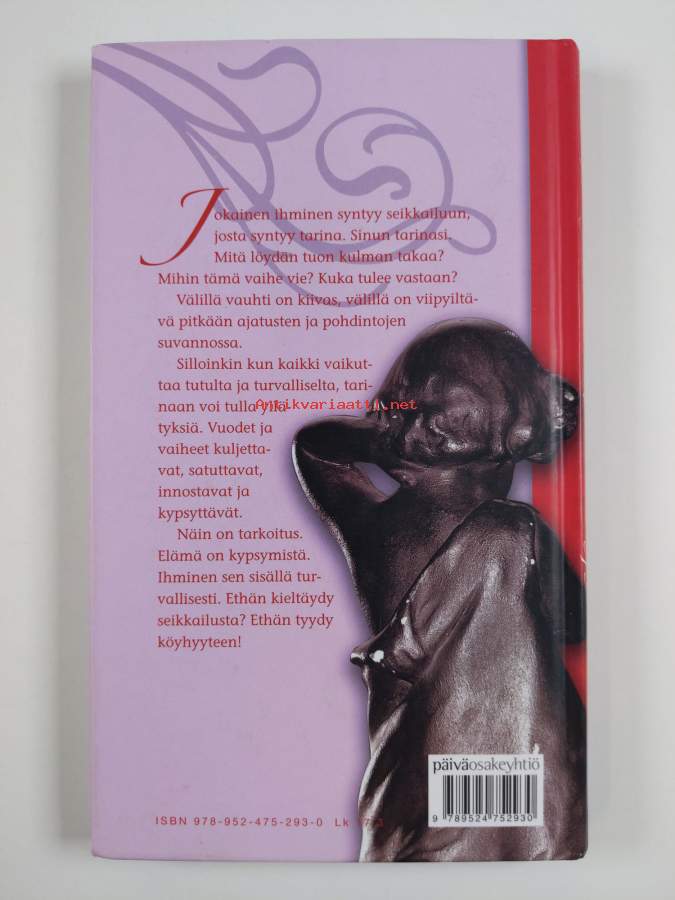 Jokainen ihminen syntyy seikkailuun,
josta syntyy tarina. Sinun tarinasi.
Mitä löydän tuon kulman takaa?
Mihin tämä vaihe vie? Kuka tulee vastaan?
Välillä vauhti on kiivas, välillä on viipyiltä-
vä pitkään ajatusten ja pohdintojen
suvannossa.
Silloinkin kun kaikki vaikut-
taa tutulta ja turvalliselta, tari-
naan voi tulla yllä-
tyksiä. Vuodet ja
vaiheet kuljetta-
vat, satuttavat,
innostavat ja
kypsyttävät.
Näin on tarkoitus.
Elämä on kypsymistä.
Ihminen sen sisällä tur-
vallisesti. Ethän kieltäydy
seikkailusta? Ethän tyydy
köyhyyteen!
Antikvariaatti.net
päiväosakeyhtiö
ISBN 978-952-475-293-0 Lk
9 789524 752930